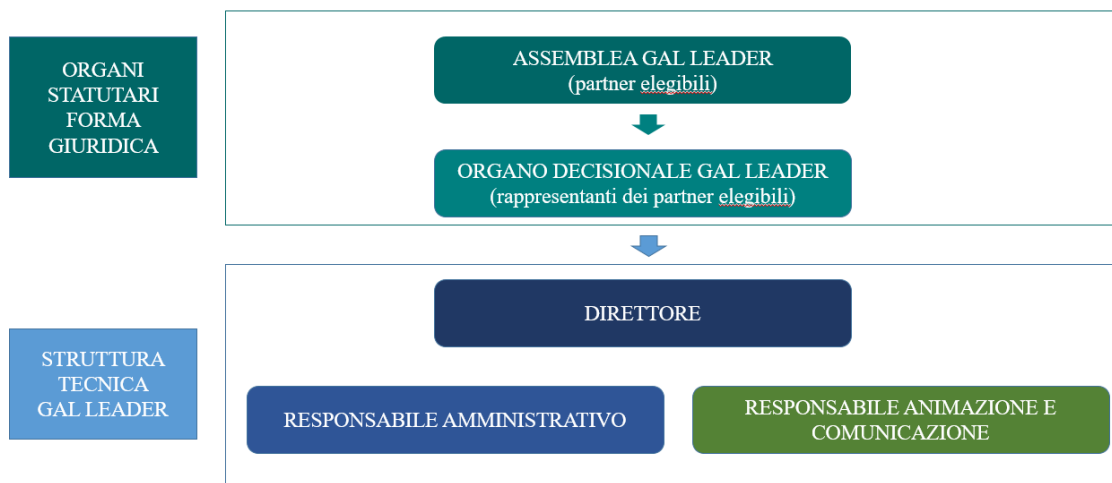 ORGANI
STATUTARI
FORMA
GIURIDICA
ASSEMBLEA GAL LEADER
(partner elegibili)
ORGANO DECISIONALE GAL LEADER
(rappresentanti dei partner elegibili)
STRUTTURA
TECNICA
GAL LEADER
DIRETTORE
RESPONSABILE AMMINISTRATIVO
RESPONSABILE ANIMAZIONE E
COMUNICAZIONE